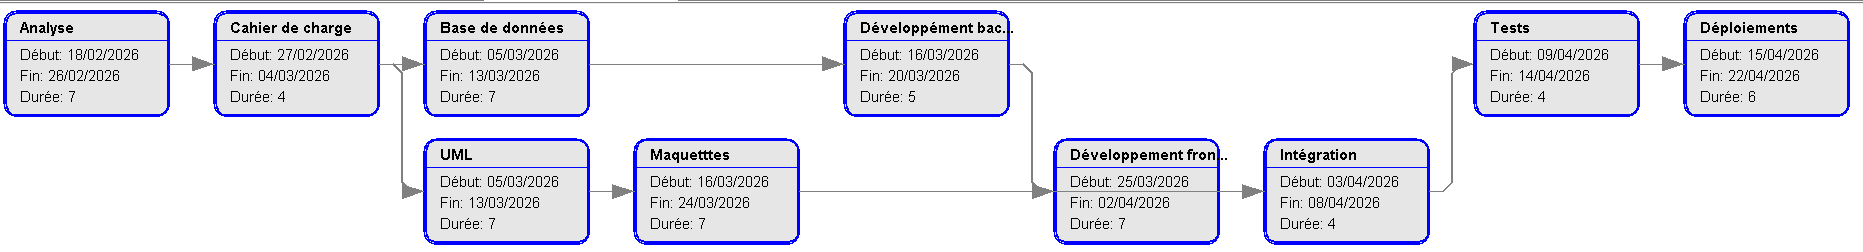 Analyse
Début: 18/02/2026
Fin: 26/02/2026
Durée: 7
Cahier de charge
Début: 27/02/2026
Fin: 04/03/2026
Durée: 4
Base de données
Début: 05/03/2026
Fin: 13/03/2026
Durée: 7
Développément bac...
Début: 16/03/2026
Fin: 20/03/2026
Durée: 5
Tests
Début: 09/04/2026
Fin: 14/04/2026
Durée: 4
Déploiements
Début: 15/04/2026
Fin: 22/04/2026
Durée: 6
UML
Début: 05/03/2026
Fin: 13/03/2026
Durée: 7
Maquetttes
Début: 16/03/2026
Fin: 24/03/2026
Durée: 7
Développement fron...
Début: 25/03/2026
Fin: 02/04/2026
Durée: 7
Intégration
Début: 03/04/2026
Fin: 08/04/2026
Durée: 4